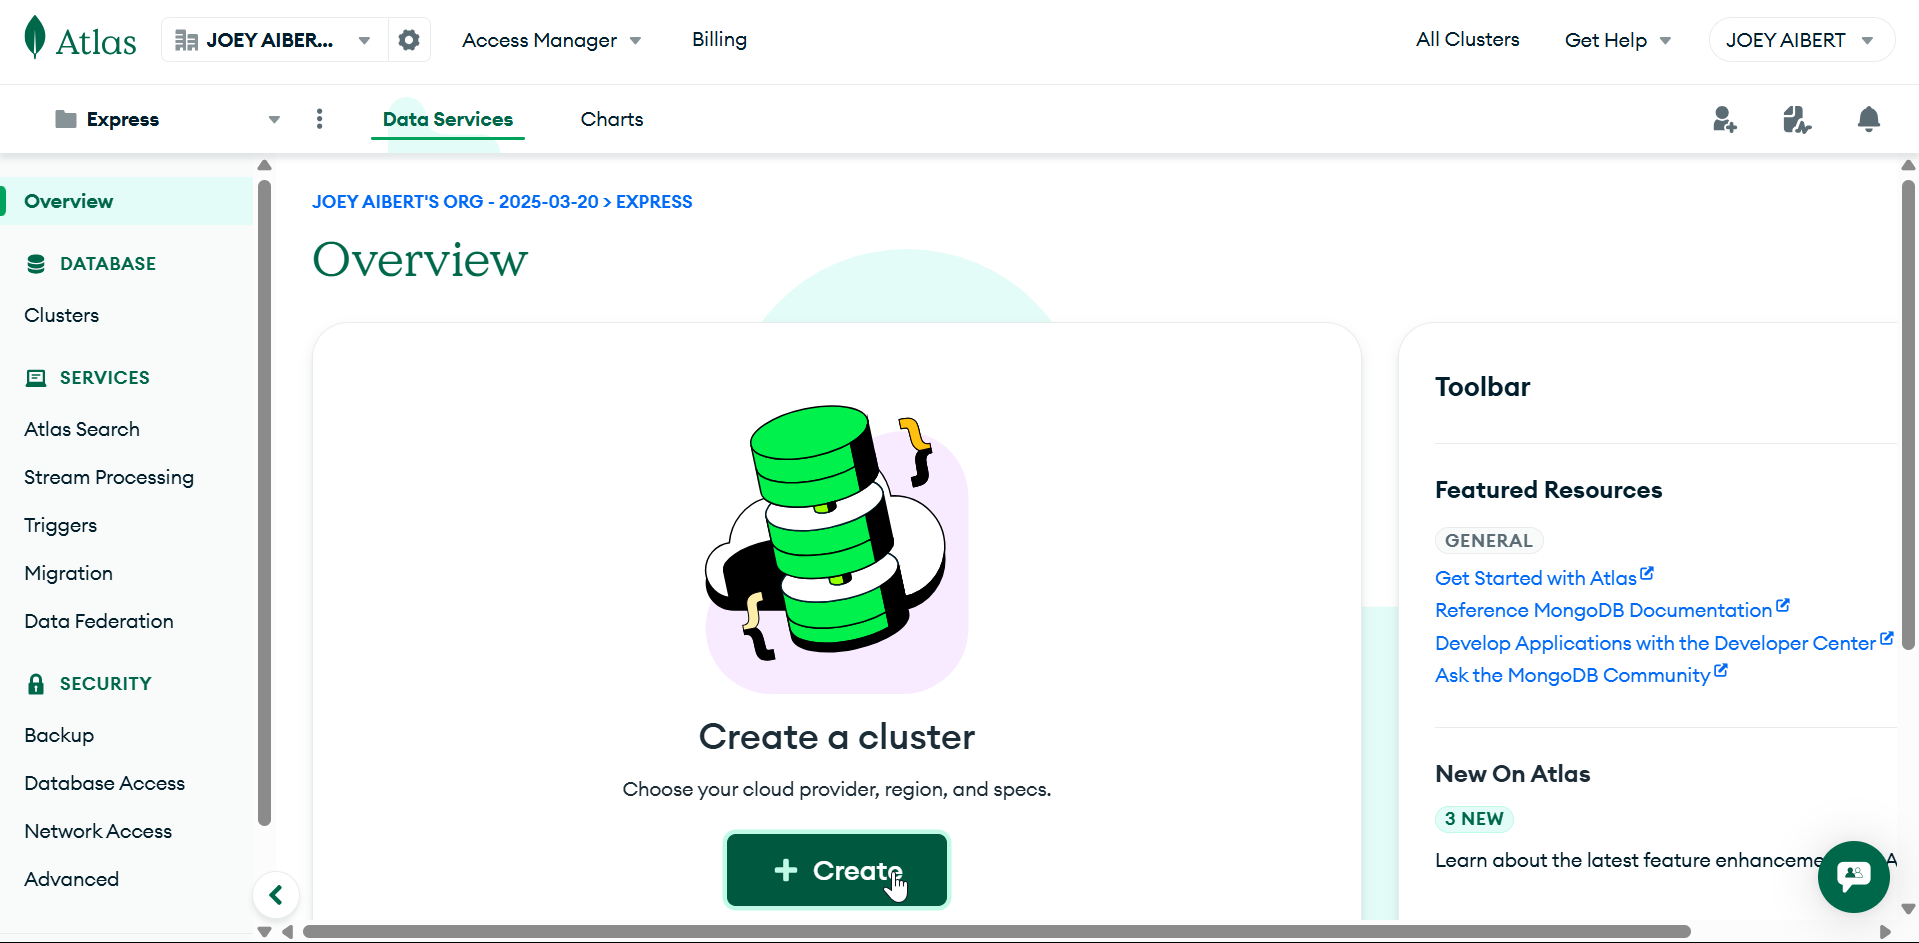 Atlas
JOEY AIBER...
Access Manager
Billing
All Clusters
Get Help
JOEY AIBERT
Express
Data Services
Charts
Overview
DATABASE
Clusters
SERVICES
Atlas Search
Stream Processing
Triggers
Migration
Data Federation
SECURITY
Backup
Database Access
Network Access
Advanced
JOEY AIBERT'S ORG - 2025-03-20 > EXPRESS
Overview
Create a cluster
Choose your cloud provider, region, and specs.
+ Create
Toolbar
Featured Resources
GENERAL
Get Started with Atlas
Reference MongoDB Documentation
Develop Applications with the Developer Center
Ask the MongoDB Community
New On Atlas
3 NEW
Learn about the latest feature